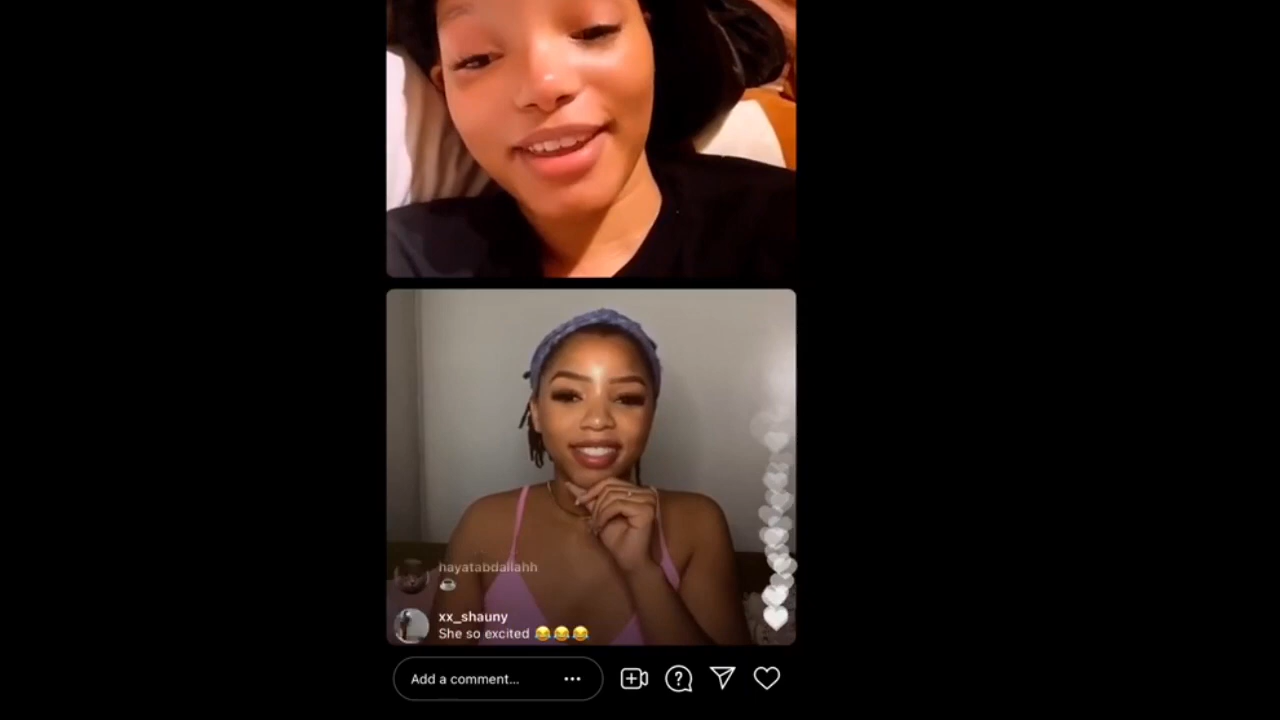 hayatabdallahh
☕
xx_shauny
She so excited 😂😂😂
Add a comment...